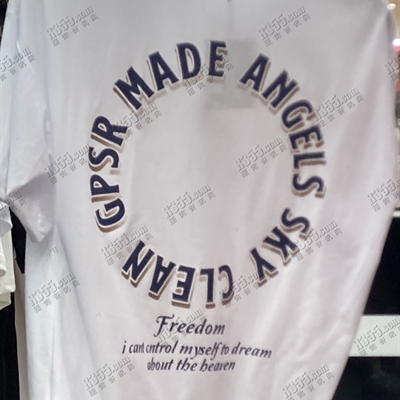 GPSR MADE ANGELS SKY CLEAN
Freedom
i cant cntrol myself to dream
about the heaven